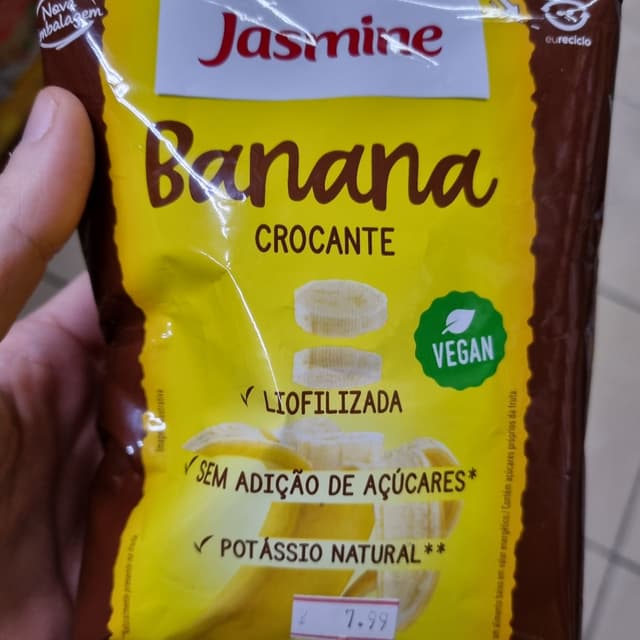 Nova
embalagem
Jasmine
eureciclo
Banana
CROCANTE
VEGAN
✓ LIOFILIZADA
✓ SEM ADIÇÃO DE AÇÚCARES*
✓ POTÁSSIO NATURAL**
7.99